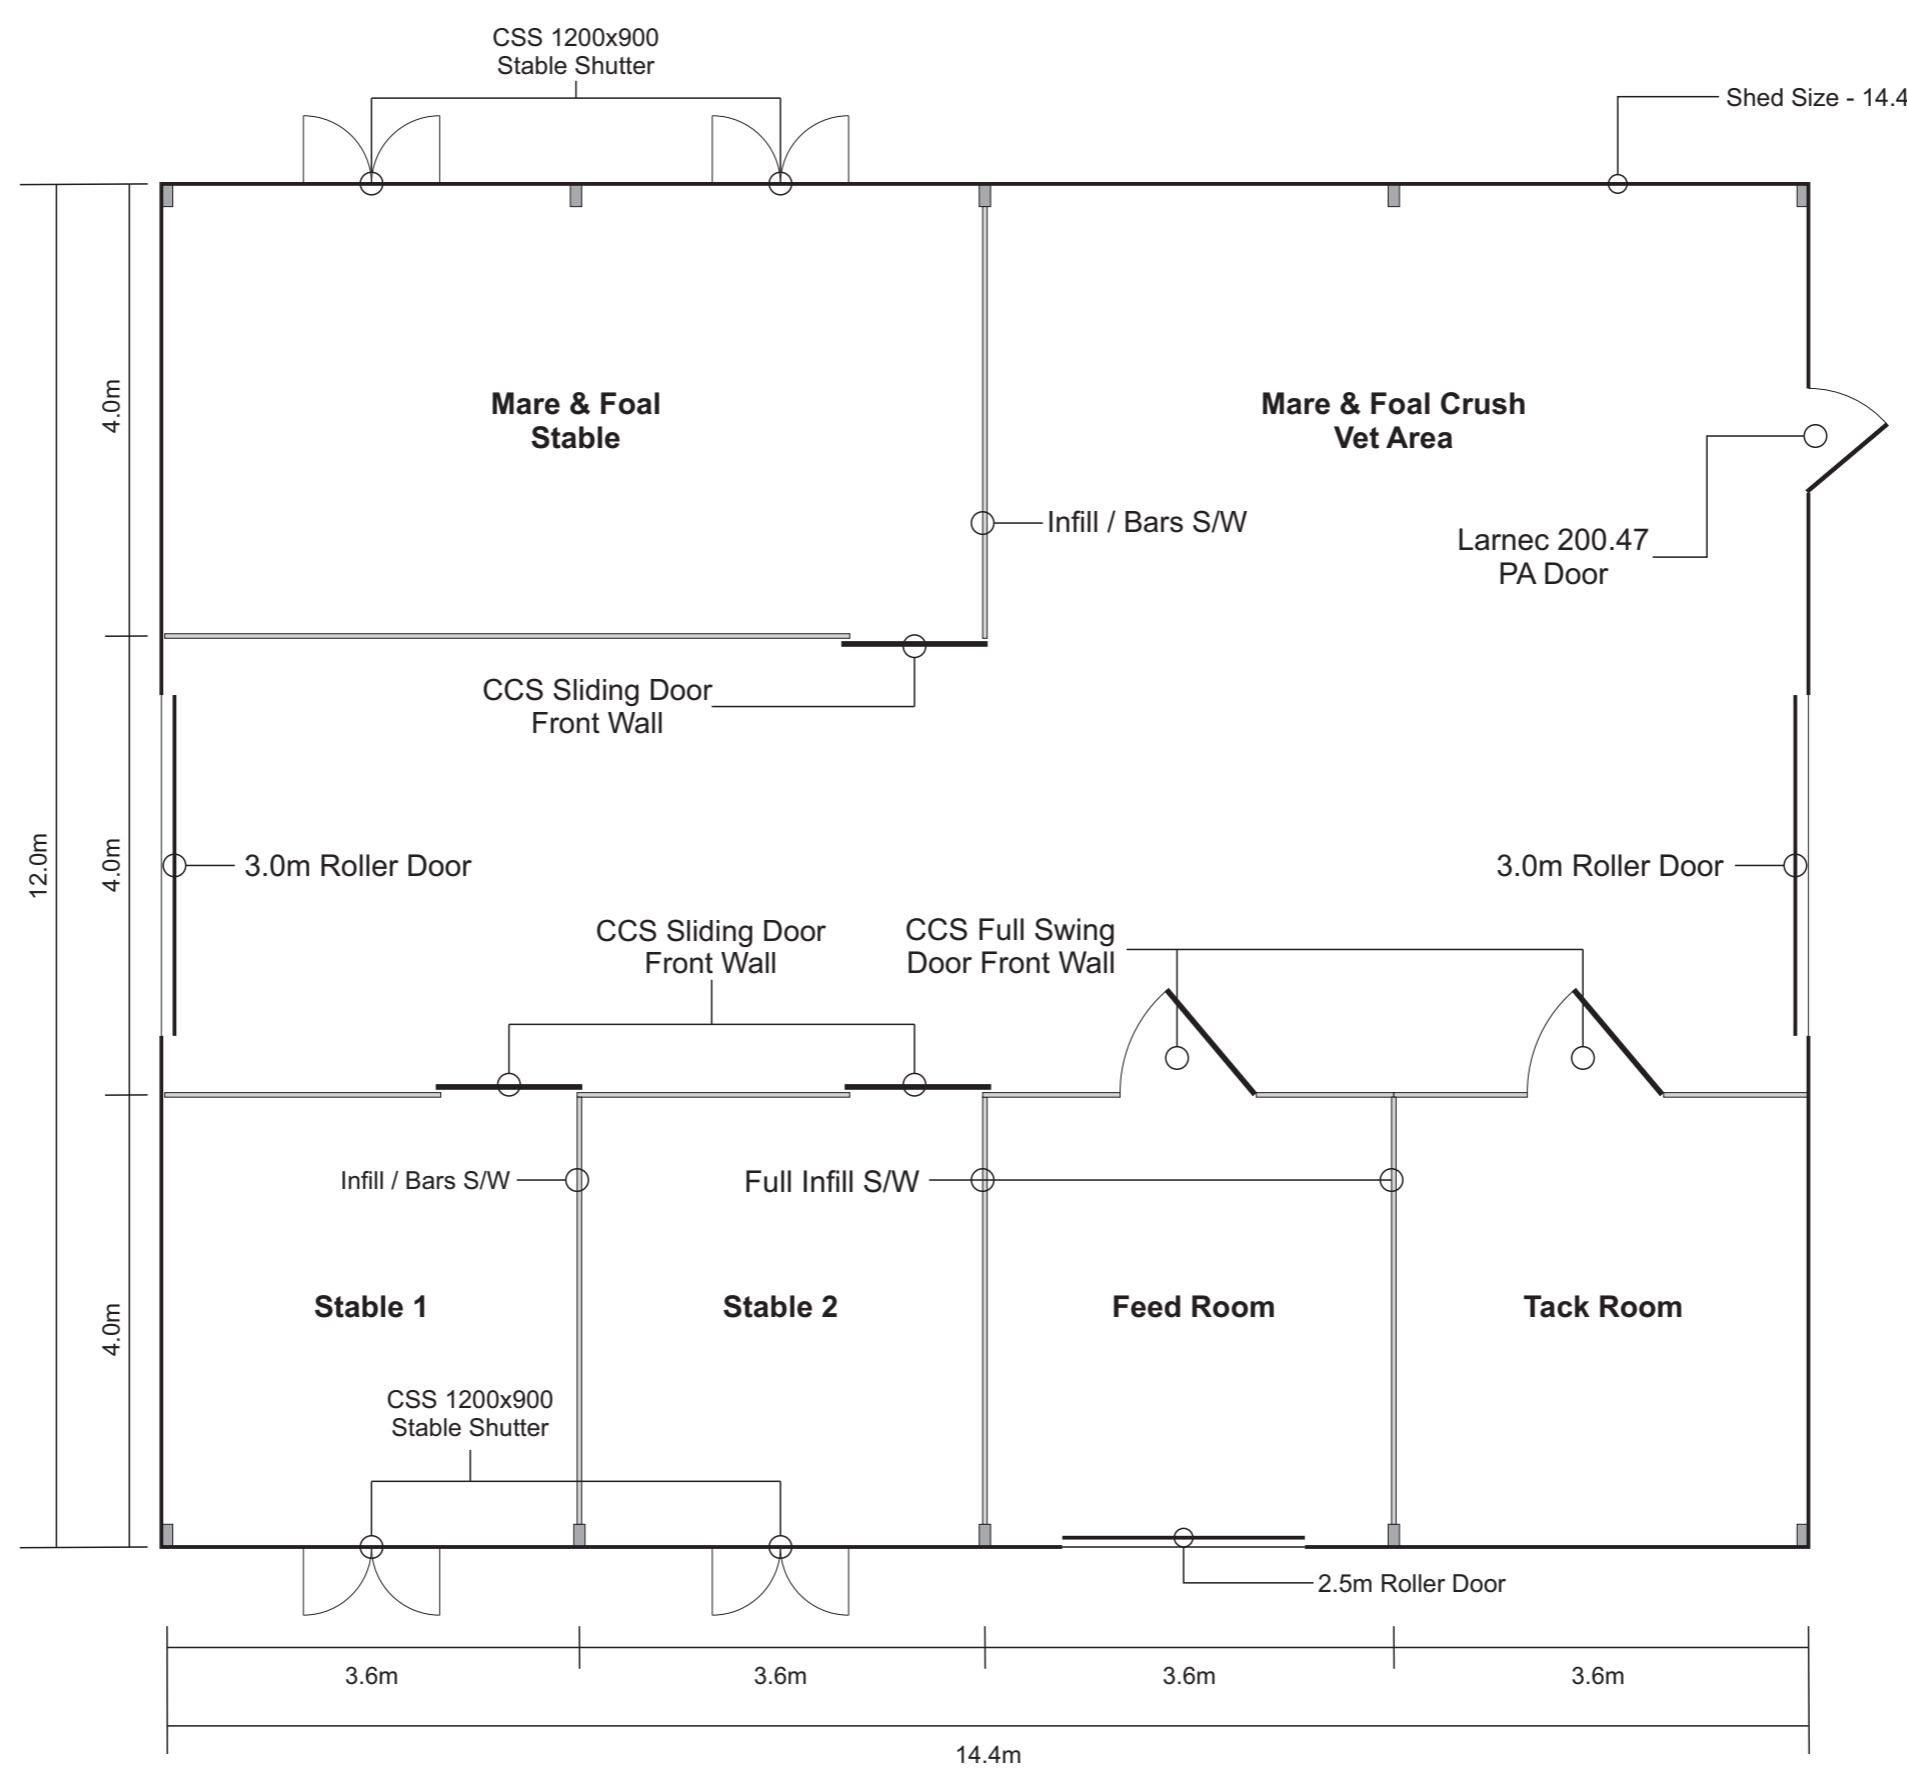 CSS 1200x900
Stable Shutter
Shed Size - 14.4
Mare & Foal
Stable
Mare & Foal Crush
Vet Area
4.0m
Infill / Bars S/W
Larnec 200.47
PA Door
CCS Sliding Door
Front Wall
12.0m
4.0m
3.0m Roller Door
3.0m Roller Door
CCS Sliding Door
Front Wall
CCS Full Swing
Door Front Wall
Infill / Bars S/W
Full Infill S/W
4.0m
Stable 1
Stable 2
Feed Room
Tack Room
CSS 1200x900
Stable Shutter
2.5m Roller Door
3.6m
3.6m
3.6m
3.6m
14.4m